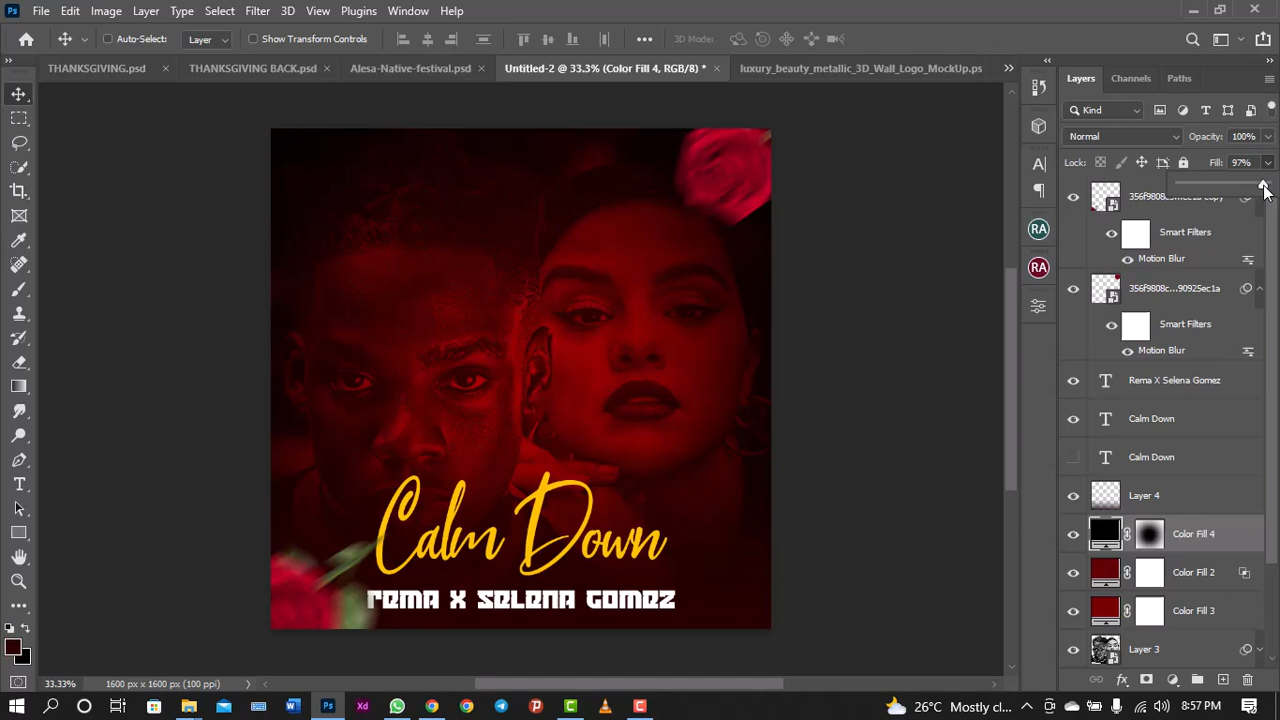 Ps File Edit Image Layer Type Select Filter 3D View Plugins Window Help
Auto-Select: Layer Show Transform Controls 3D Mode:
THANKSGIVING.psd THANKSGIVING BACK.psd Alesa-Native-festival.psd Untitled-2 @ 33.3% (Color Fill 4, RGB/8) * luxury_beauty_metallic_3D_Wall_Logo_MockUp.ps
Layers Channels Paths
Kind
Normal Opacity: 100%
Lock: Fill: 97%
Smart Filters
Motion Blur
RA
356f9808c...90925ec1a
RA
Smart Filters
Motion Blur
Rema X Selena Gomez
Calm Down
Calm Down
Layer 4
Calm Down
Color Fill 4
Color Fill 2
rema x selena gomez
Color Fill 3
Layer 3
33.33% 1600 px x 1600 px (100 ppi)
Ps Xd 26°C Mostly cl... 8:57 PM